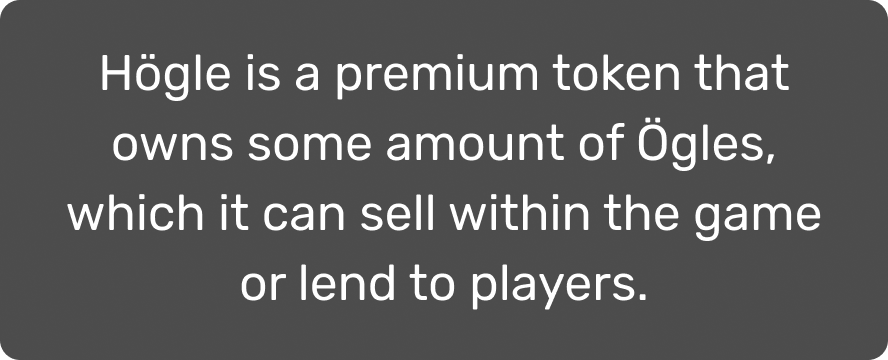 Högle is a premium token that
owns some amount of Ögles,
which it can sell within the game
or lend to players.